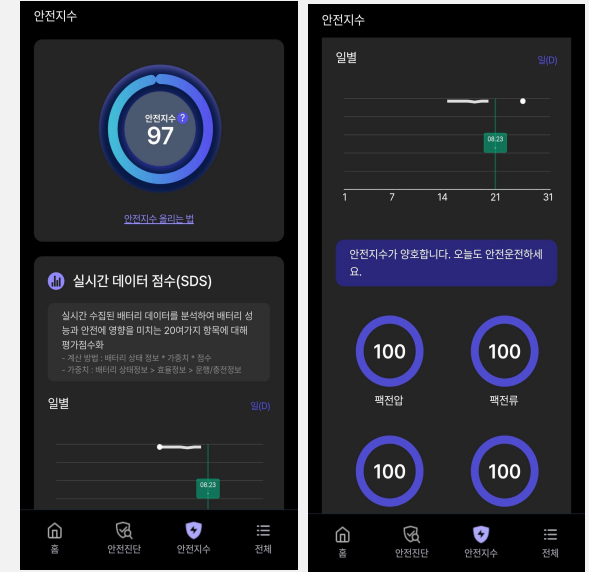 안전지수
안전지수 ?
97
안전지수 올리는 법
실시간 데이터 점수(SDS)
실시간 수집된 배터리 데이터를 분석하여 배터리 성
능과 안전에 영향을 미치는 20여가지 항목에 대해
평가점수화
- 계산 방법 : 배터리 상태 정보 * 가중치 * 점수
- 가중치 : 배터리 상태정보 > 효율정보 > 운행/충전정보
일별
일(D)
08.23
홈
안전진단
안전지수
전체
안전지수
일별
일(D)
08.23
1 7 14 21 31
안전지수가 양호합니다. 오늘도 안전운전하세
요.
100 100
팩전압 팩전류
100 100
홈
안전진단
안전지수
전체